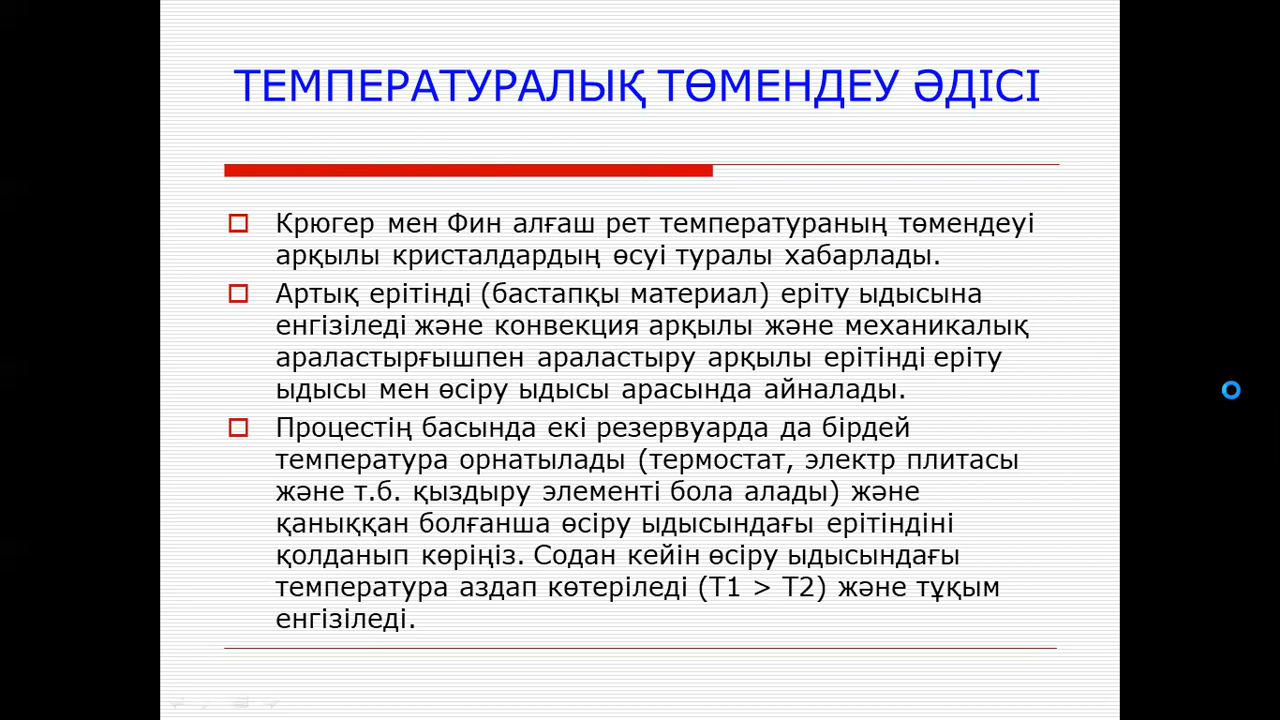 ТЕМПЕРАТУРАЛЫҚ ТӨМЕНДЕУ ӘДІСІ
Крюгер мен Фин алғаш рет температураның төмендеуі
арқылы кристалдардың өсуі туралы хабарлады.
Артық ерітінді (бастапқы материал) еріту ыдысына
енгізіледі және конвекция арқылы және механикалық
араластырғышпен араластыру арқылы ерітінді еріту
ыдысы мен өсіру ыдысы арасында айналады.
Процестің басында екі резервуарда да бірдей
температура орнатылады (термостат, электр плитасы
және т.б. қыздыру элементі бола алады) және
қаныққан болғанша өсіру ыдысындағы ерітіндіні
қолданып көріңіз. Содан кейін өсіру ыдысындағы
температура аздап көтеріледі (T1 > T2) және тұқым
енгізіледі.